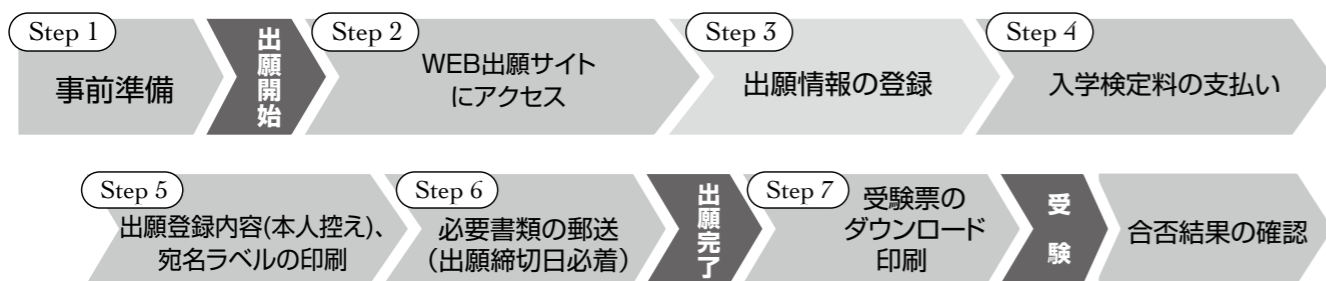 Step 1
事前準備
出願開始
Step 2
WEB出願サイト
にアクセス
Step 3
出願情報の登録
Step 4
入学検定料の支払い
Step 5
出願登録内容(本人控え)、
宛名ラベルの印刷
Step 6
必要書類の郵送
(出願締切日必着)
出願完了
Step 7
受験票の
ダウンロード
印刷
受験
合否結果の確認